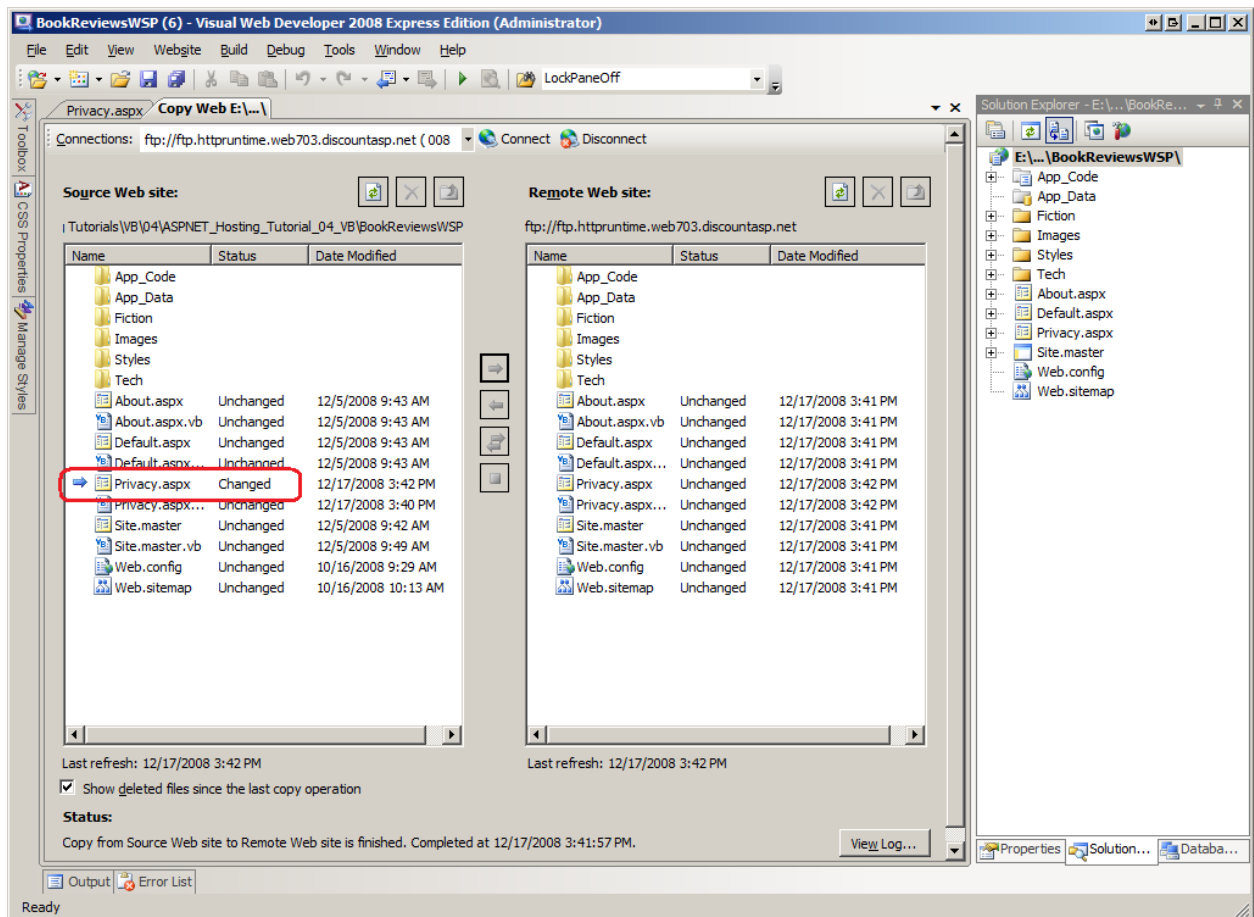 BookReviewsWSP (6) - Visual Web Developer 2008 Express Edition (Administrator)
File Edit View Website Build Debug Tools Window Help
LockPaneOff
Privacy.aspx Copy Web E:\...\
Solution Explorer - E:\...\BookRe...
Connections: ftp://ftp.httpruntime.web703.discountasp.net ( 008 Connect Disconnect
Toolbox
CSS Properties
Manage Styles
Source Web site:
Tutorials\VB\04\ASPNET_Hosting_Tutorial_04_VB\BookReviewsWSP
Name Status Date Modified
App_Code
App_Data
Fiction
Images
Styles
Tech
About.aspx Unchanged 12/5/2008 9:43 AM
About.aspx.vb Unchanged 12/5/2008 9:43 AM
Default.aspx Unchanged 12/5/2008 9:43 AM
Default.aspx... Unchanged 12/5/2008 9:43 AM
Privacy.aspx Changed 12/17/2008 3:42 PM
Privacy.aspx... Unchanged 12/17/2008 3:40 PM
Site.master Unchanged 12/5/2008 9:42 AM
Site.master.vb Unchanged 12/5/2008 9:49 AM
Web.config Unchanged 10/16/2008 9:29 AM
Web.sitemap Unchanged 10/16/2008 10:13 AM
Last refresh: 12/17/2008 3:42 PM
Remote Web site:
ftp://ftp.httpruntime.web703.discountasp.net
Name Status Date Modified
App_Code
App_Data
Fiction
Images
Styles
Tech
About.aspx Unchanged 12/17/2008 3:41 PM
About.aspx.vb Unchanged 12/17/2008 3:41 PM
Default.aspx Unchanged 12/17/2008 3:41 PM
Default.aspx... Unchanged 12/17/2008 3:41 PM
Privacy.aspx Unchanged 12/17/2008 3:42 PM
Privacy.aspx... Unchanged 12/17/2008 3:42 PM
Site.master Unchanged 12/17/2008 3:41 PM
Site.master.vb Unchanged 12/17/2008 3:41 PM
Web.config Unchanged 12/17/2008 3:41 PM
Web.sitemap Unchanged 12/17/2008 3:41 PM
Last refresh: 12/17/2008 3:42 PM
Show deleted files since the last copy operation
Status:
Copy from Source Web site to Remote Web site is finished. Completed at 12/17/2008 3:41:57 PM.
View Log...
E:\...\BookReviewsWSP\
App_Code
App_Data
Fiction
Images
Styles
Tech
About.aspx
Default.aspx
Privacy.aspx
Site.master
Web.config
Web.sitemap
Properties Solution... Databa...
Output Error List
Ready